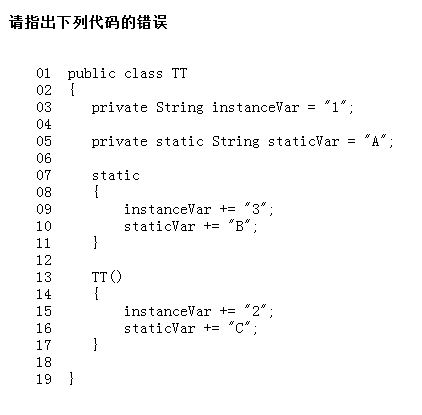 请指出下列代码的错误
01 public class TT
02 {
03    private String instanceVar = "1";
04
05    private static String staticVar = "A";
06
07    static
08    {
09        instanceVar += "3";
10        staticVar += "B";
11    }
12
13    TT()
14    {
15        instanceVar += "2";
16        staticVar += "C";
17    }
18
19 }